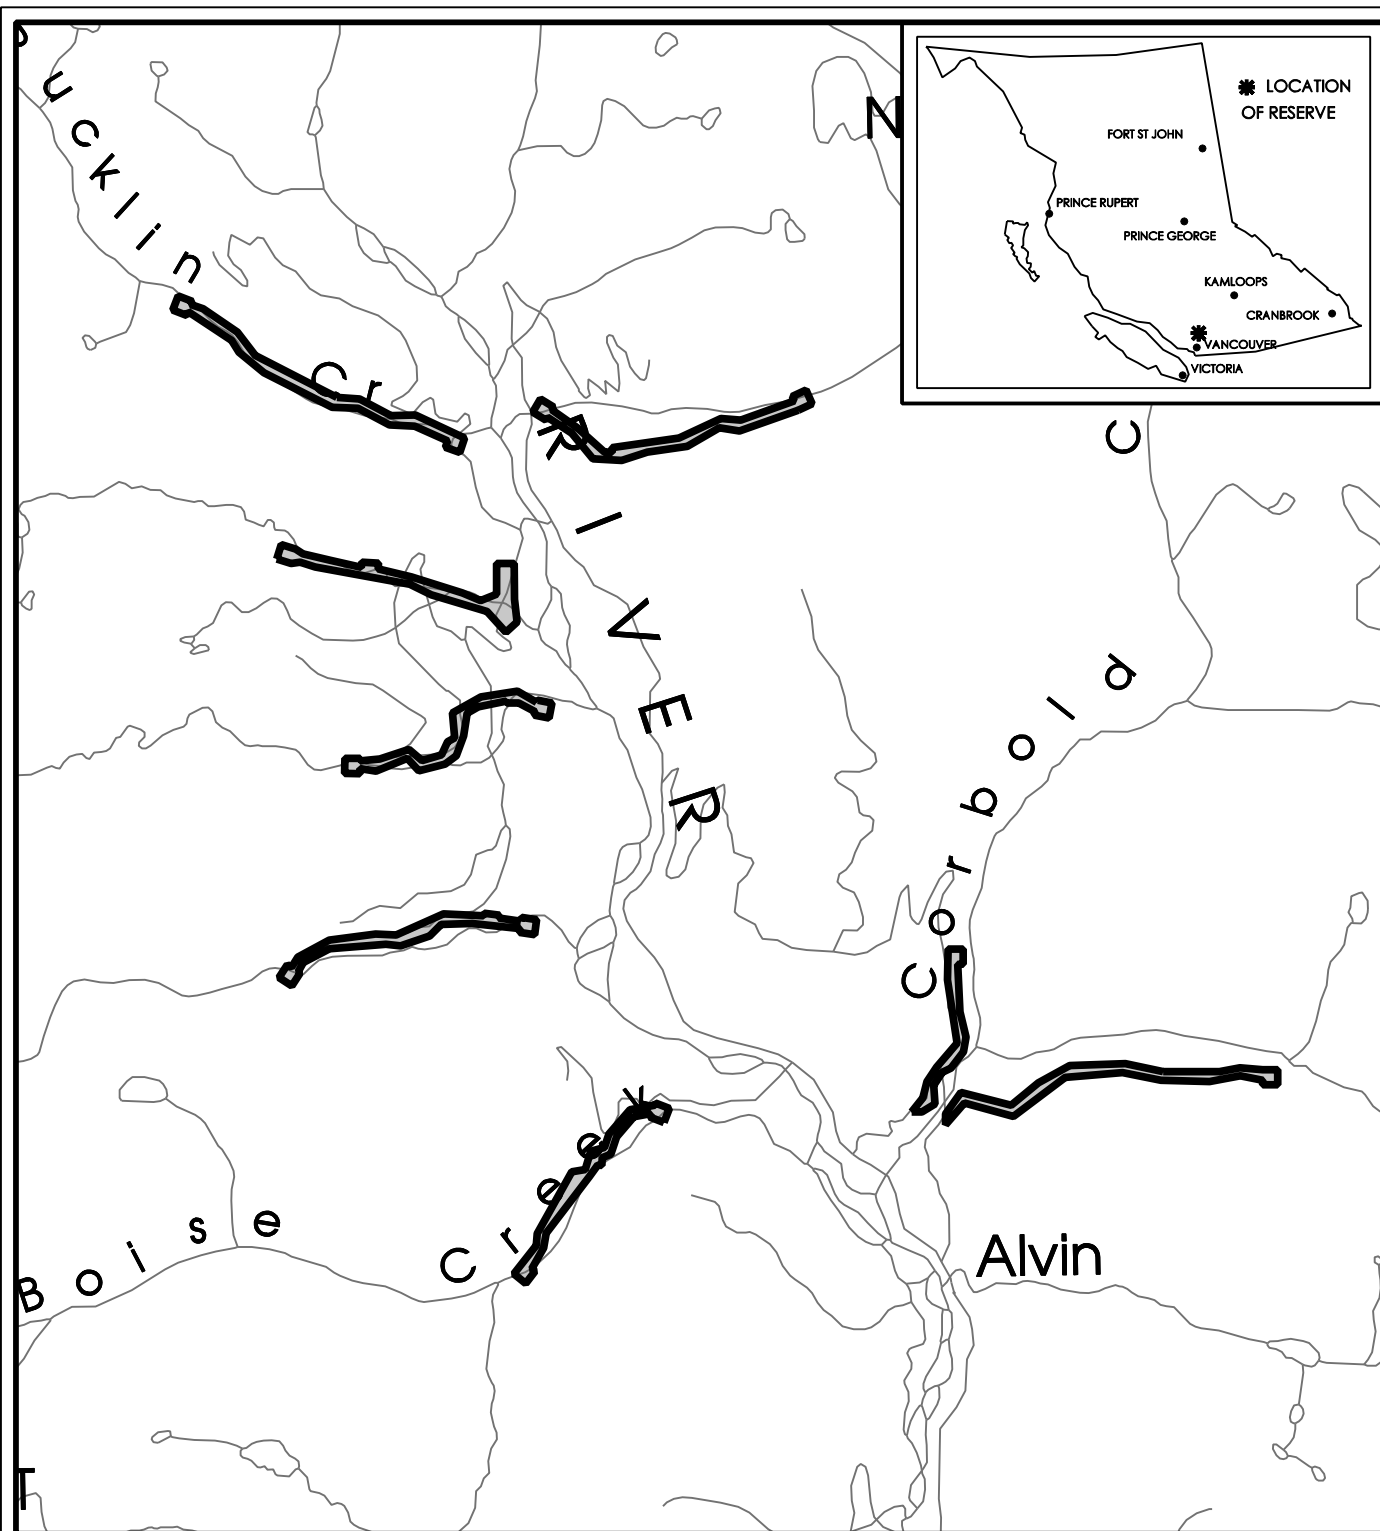 ucklin
Cr
N
LOCATION
OF RESERVE
FORT ST JOHN
PRINCE RUPERT
PRINCE GEORGE
KAMLOOPS
CRANBROOK
VANCOUVER
VICTORIA
RIVER
C
Corbold
Boise
Creek
Alvin
T